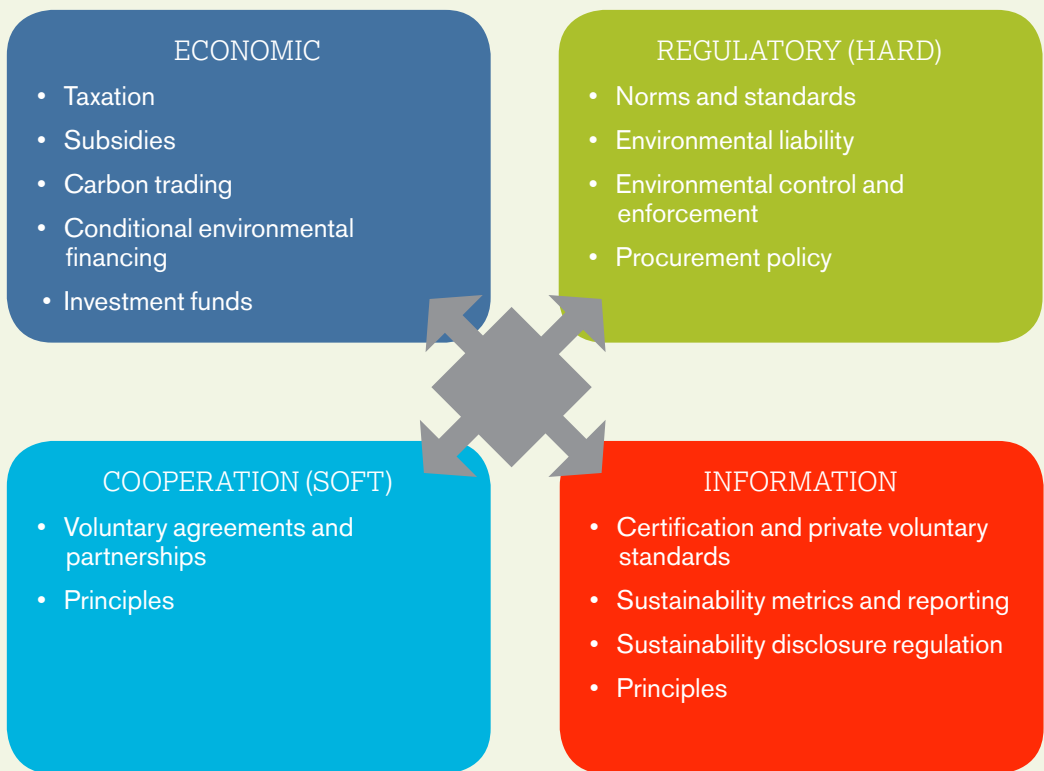 ECONOMIC
• Taxation
• Subsidies
• Carbon trading
• Conditional environmental
financing
• Investment funds
REGULATORY (HARD)
• Norms and standards
• Environmental liability
• Environmental control and
enforcement
• Procurement policy
COOPERATION (SOFT)
• Voluntary agreements and
partnerships
• Principles
INFORMATION
• Certification and private voluntary
standards
• Sustainability metrics and reporting
• Sustainability disclosure regulation
• Principles